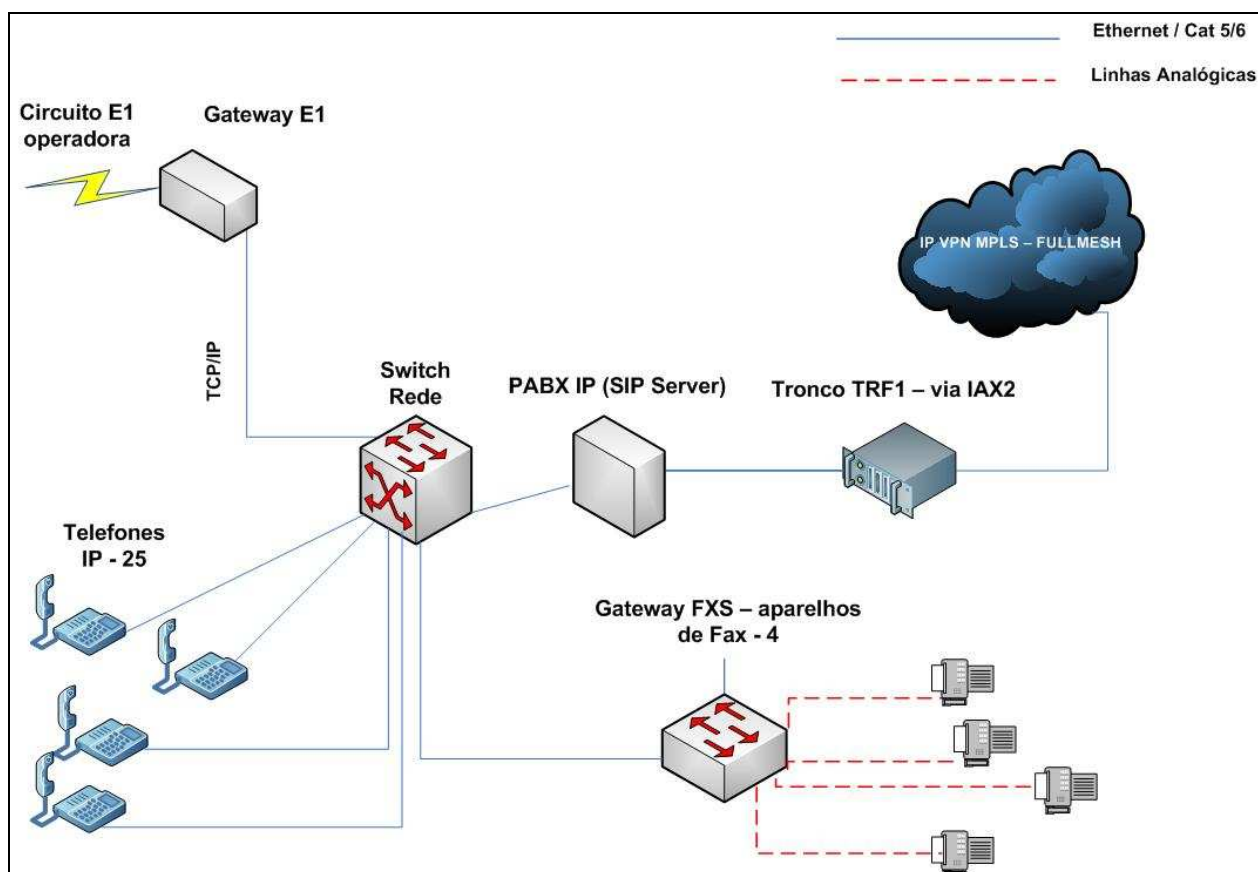 Ethernet / Cat 5/6
Linhas Analógicas
Circuito E1
operadora
Gateway E1
IP VPN MPLS – FULLMESH
TCP/IP
Switch
Rede
PABX IP (SIP Server)
Tronco TRF1 – via IAX2
Telefones
IP - 25
Gateway FXS – aparelhos
de Fax - 4